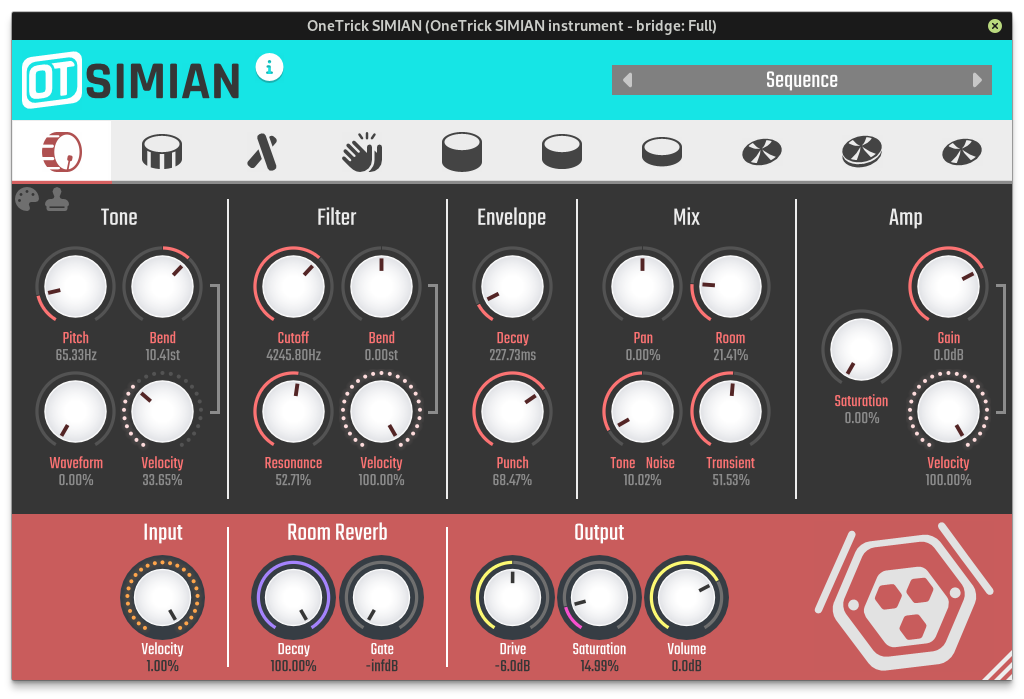 OneTrick SIMIAN (OneTrick SIMIAN instrument - bridge: Full)
OT SIMIAN i
Sequence
Tone
Filter
Envelope
Mix
Amp
Pitch
65.33Hz
Bend
10.41st
Waveform
0.00%
Velocity
33.65%
Cutoff
4245.80Hz
Bend
0.00st
Resonance
52.71%
Velocity
100.00%
Decay
227.73ms
Punch
68.47%
Pan
0.00%
Room
21.41%
Tone Noise
10.02%
Transient
51.53%
Saturation
0.00%
Gain
0.0dB
Velocity
100.00%
Input
Velocity
1.00%
Room Reverb
Decay
100.00%
Gate
-infdB
Output
Drive
-6.0dB
Saturation
14.99%
Volume
0.0dB